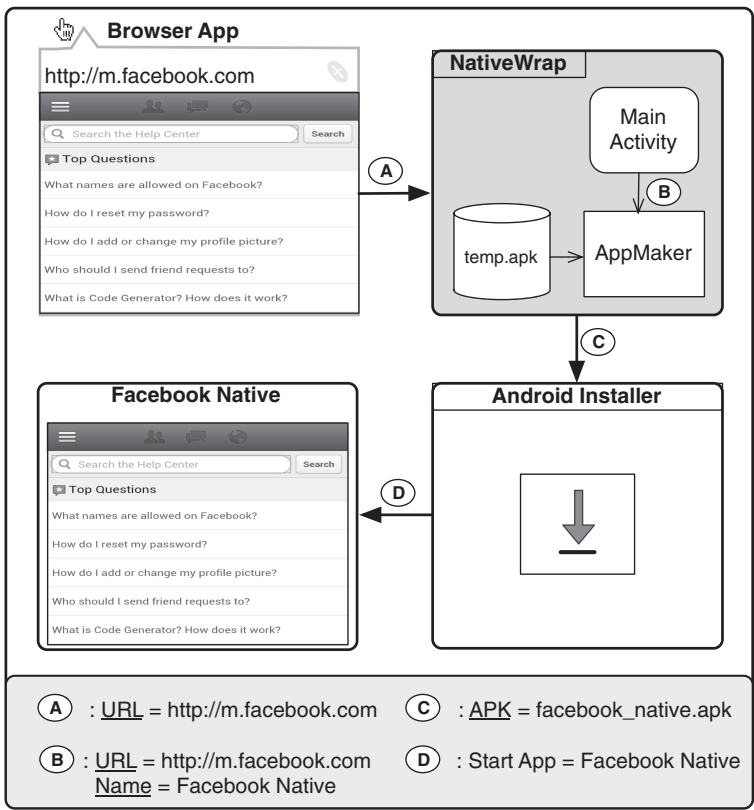 Browser App
http://m.facebook.com
Search the Help Center
Search
Top Questions
What names are allowed on Facebook?
How do I reset my password?
How do I add or change my profile picture?
Who should I send friend requests to?
What is Code Generator? How does it work?
A
NativeWrap
Main
Activity
B
temp.apk
AppMaker
C
Facebook Native
Search the Help Center
Search
Top Questions
What names are allowed on Facebook?
How do I reset my password?
How do I add or change my profile picture?
Who should I send friend requests to?
What is Code Generator? How does it work?
D
Android Installer
A : URL = http://m.facebook.com
B : URL = http://m.facebook.com
Name = Facebook Native
C : APK = facebook_native.apk
D : Start App = Facebook Native